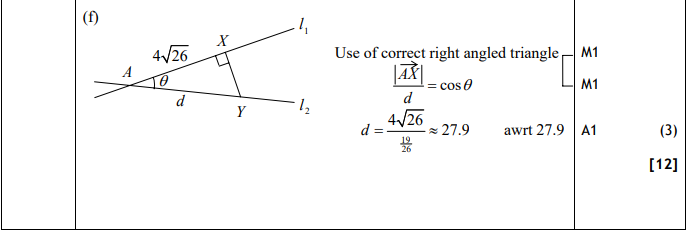 (f)
l₁
X
4√26
A
θ
d
Y
l₂
Use of correct right angled triangle M1
|AX⃗|/d = cos θ M1
d = 4√26/(19/26) ≈ 27.9 awrt 27.9 A1 (3)
[12]